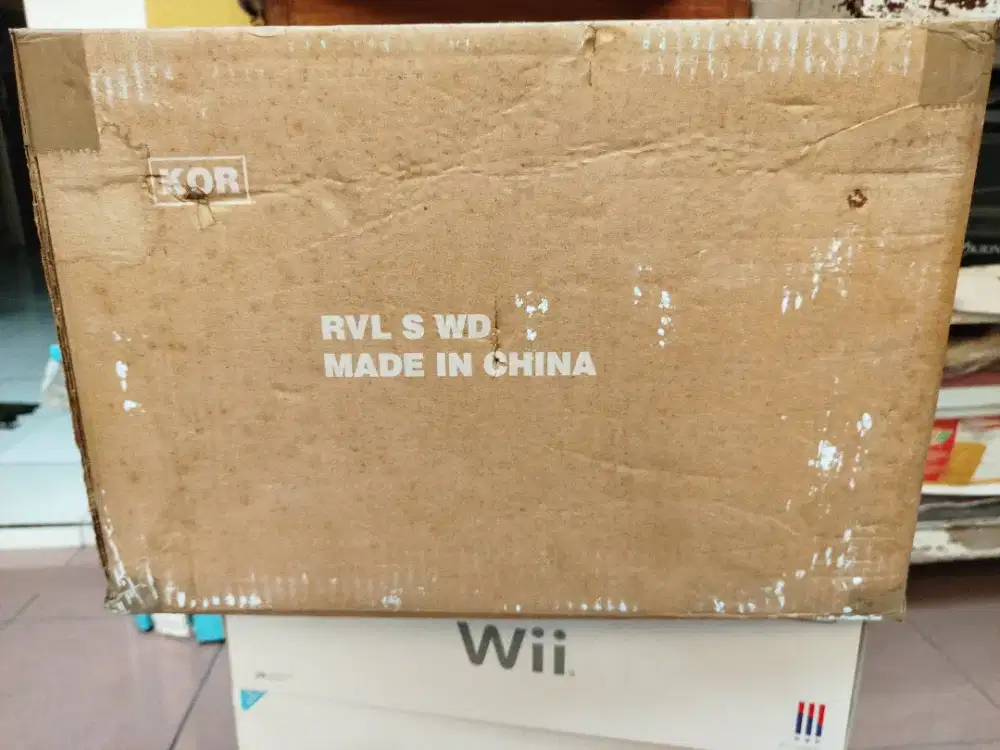 KOR
RVL S WD
MADE IN CHINA
Wii